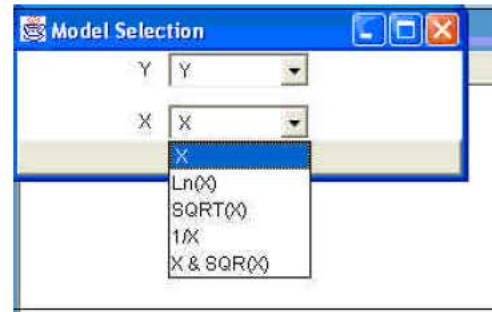 Model Selection
Y Y
X X
X
Ln(X)
SQRT(X)
1/X
X & SQR(X)